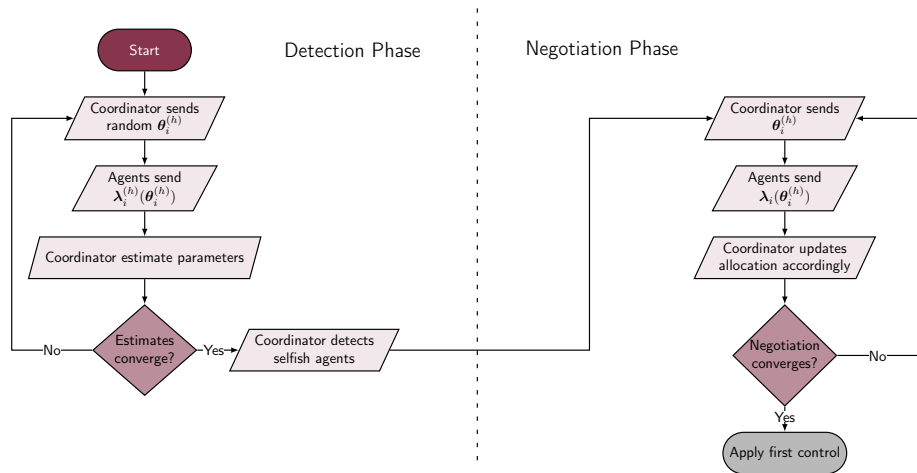 Detection Phase
Start
Coordinator sends
random θ_i^{(h)}
Agents send
λ_i^{(h)}(θ_i^{(h)})
Coordinator estimate parameters
Estimates
converge?
No
Yes
Coordinator detects
selfish agents
Negotiation Phase
Coordinator sends
θ_i^{(h)}
Agents send
λ_i(θ_i^{(h)})
Coordinator updates
allocation accordingly
Negotiation
converges?
No
Yes
Apply first control